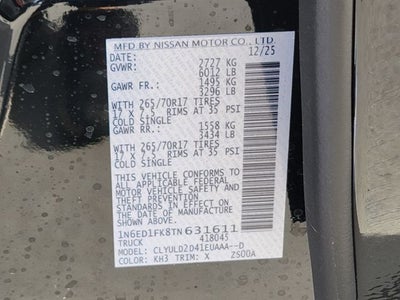 MFD BY NISSAN MOTOR CO., LTD.
DATE: 12/25
GVWR: 2727 KG
6012 LB
GAWR FR.: 1495 KG
3296 LB
WITH 265/70R17 TIRES
17 X 7.5 RIMS AT 35 PSI
COLD SINGLE
GAWR RR.: 1558 KG
3434 LB
WITH 265/70R17 TIRES
17 X 7.5 RIMS AT 35 PSI
COLD SINGLE
THIS VEHICLE CONFORMS TO
ALL APPLICABLE U.S. FEDERAL
MOTOR VEHICLE SAFETY AND
THEFT PREVENTION
STANDARDS IN EFFECT ON
THE DATE OF MANUFACTURE
SHOWN ABOVE.
1N6ED1FK8TN631611
TRUCK 418045
MODEL: CLYULD2D41EUAAA--D
COLOR: KH3 TRIM: X ZS00A